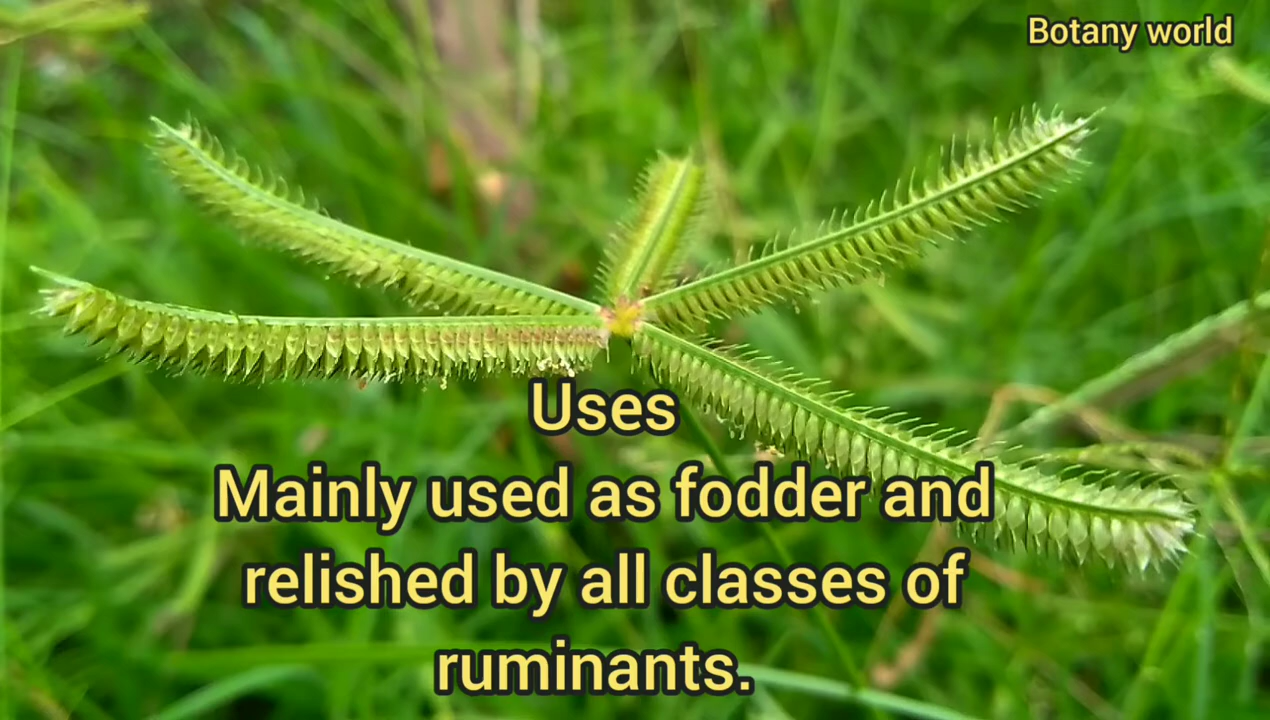 Botany world
Uses
Mainly used as fodder and
relished by all classes of
ruminants.